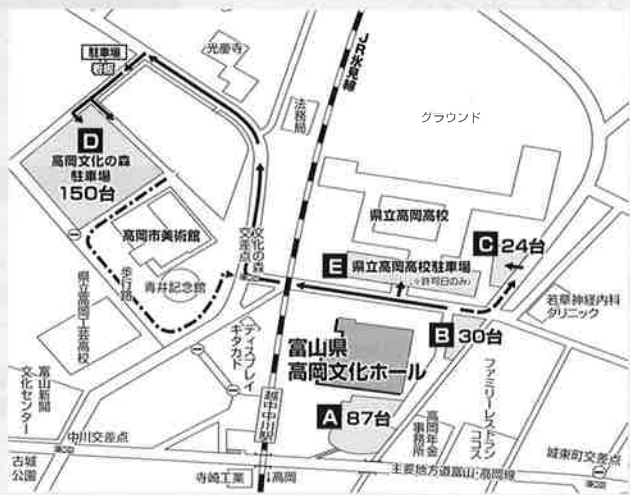 駐車場
看板
光慶寺
JR氷見線
法務局
グラウンド
D
高岡文化の森
駐車場
150台
高岡市美術館
青井記念館
歩行路
県立高岡工芸高校
文化の森
交差点
県立高岡高校
C 24台
E 県立高岡高校駐車場
(※許可日のみ)
若草神経内科
クリニック
B 30台
富山県
高岡文化ホール
A 87台
ディスプレイ
キタカド
越中中川駅
高岡年金
事務所
ファミリーレストラン
ココス
富山新聞
文化センター
中川交差点
城東町交差点
古城
公園
寺崎工業
↓高岡
主要地方道富山・高岡線